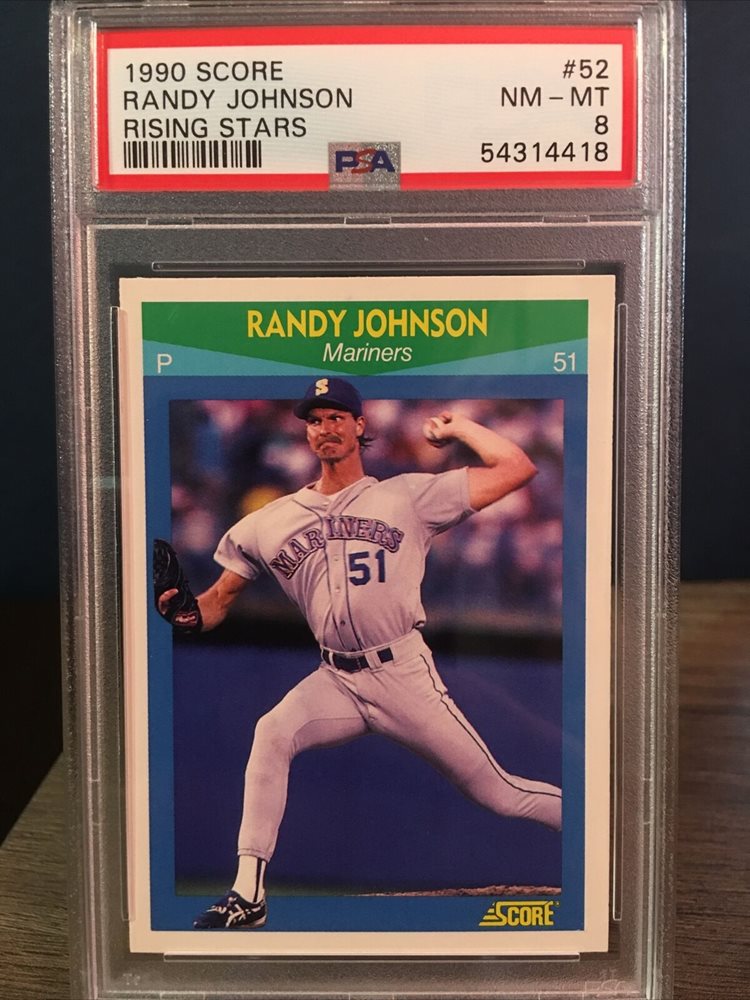 1990 SCORE #52
RANDY JOHNSON NM - MT
RISING STARS 8
PSA 54314418
RANDY JOHNSON
Mariners
P 51
S
MARINERS
51
SCORE